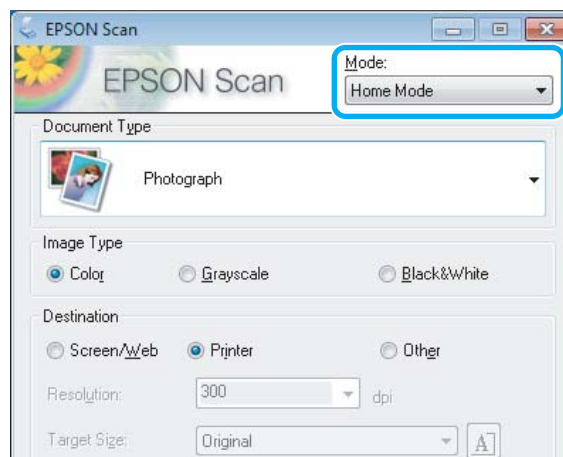 EPSON Scan
EPSON Scan
Mode:
Home Mode
Document Type
Photograph
Image Type
Color
Grayscale
Black&White
Destination
Screen/Web
Printer
Other
Resolution:
300
dpi
Target Size:
Original
A